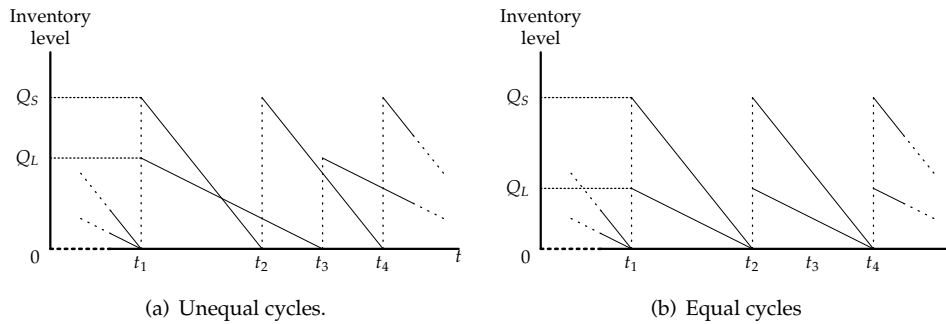 Inventory
level
Q_S
Q_L
0
t_1
t_2
t_3
t_4
t
(a) Unequal cycles.
Inventory
level
Q_S
Q_L
0
t_1
t_2
t_3
t_4
(b) Equal cycles